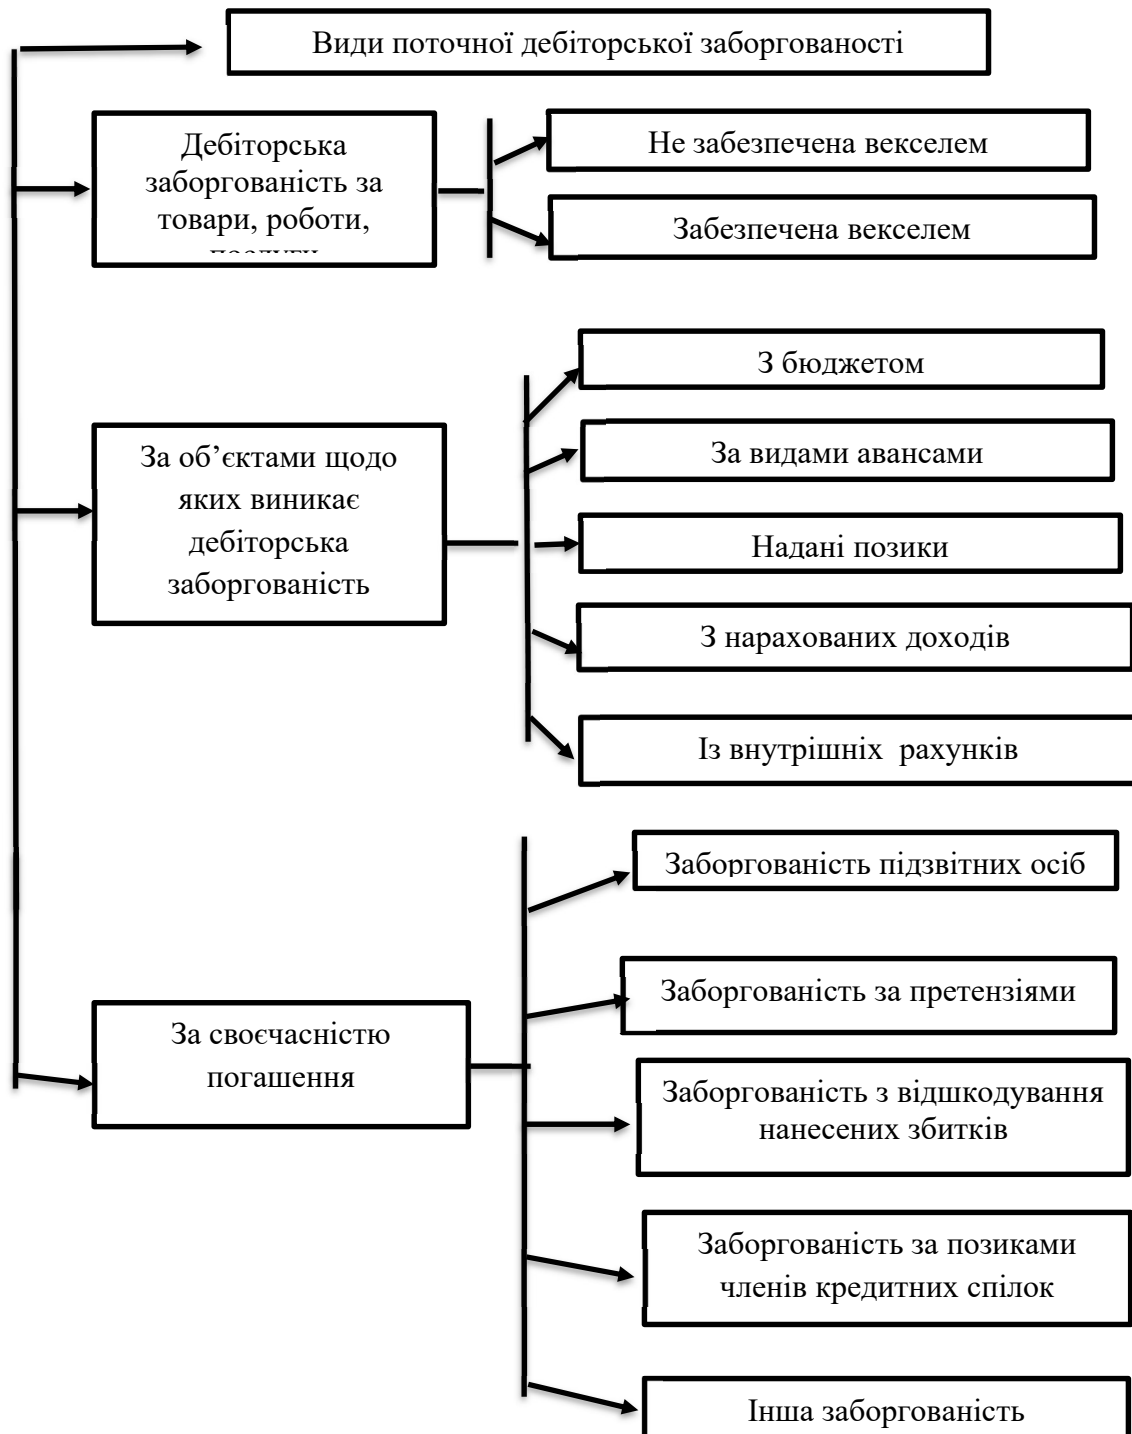 Види поточної дебіторської заборгованості
Дебіторська
заборгованість за
товари, роботи,
Не забезпечена векселем
Забезпечена векселем
За об’єктами щодо
яких виникає
дебіторська
заборгованість
З бюджетом
За видами авансами
Надані позики
З нарахованих доходів
Із внутрішніх рахунків
За своєчасністю
погашення
Заборгованість підзвітних осіб
Заборгованість за претензіями
Заборгованість з відшкодування
нанесених збитків
Заборгованість за позиками
членів кредитних спілок
Інша заборгованість